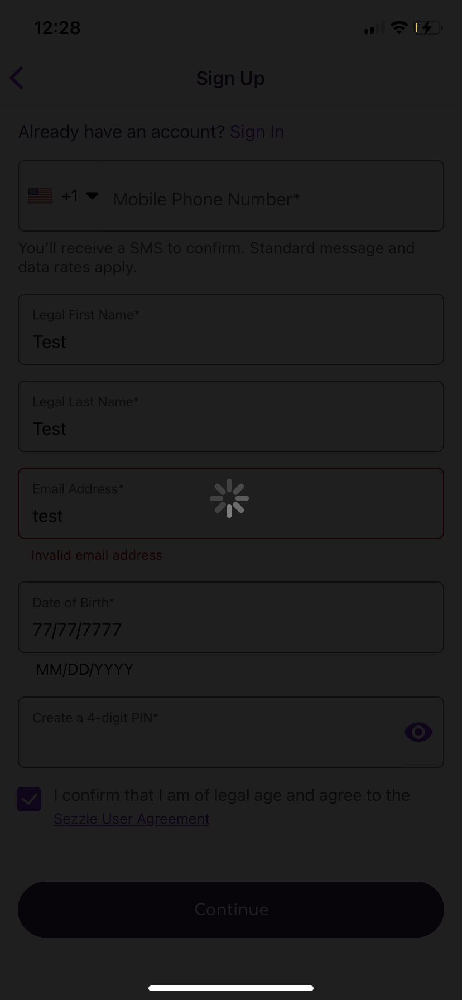 12:28
Sign Up
Already have an account? Sign In
+1 Mobile Phone Number*
You'll receive a SMS to confirm. Standard message and
data rates apply.
Legal First Name*
Test
Legal Last Name*
Test
Email Address*
test
Invalid email address
Date of Birth*
77/77/7777
MM/DD/YYYY
Create a 4-digit PIN*
I confirm that I am of legal age and agree to the
Sezzle User Agreement
Continue